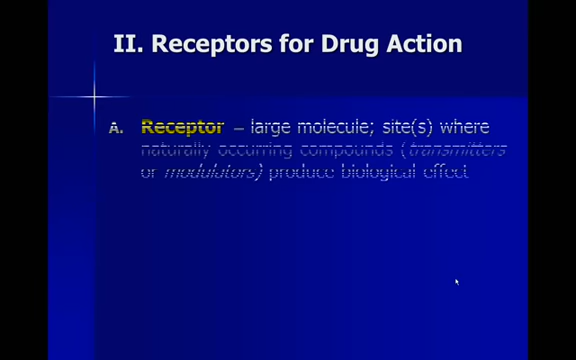 II. Receptors for Drug Action
A. Receptor – large molecule; site(s) where
naturally occurring compounds (transmitters
or modulators) produce biological effect